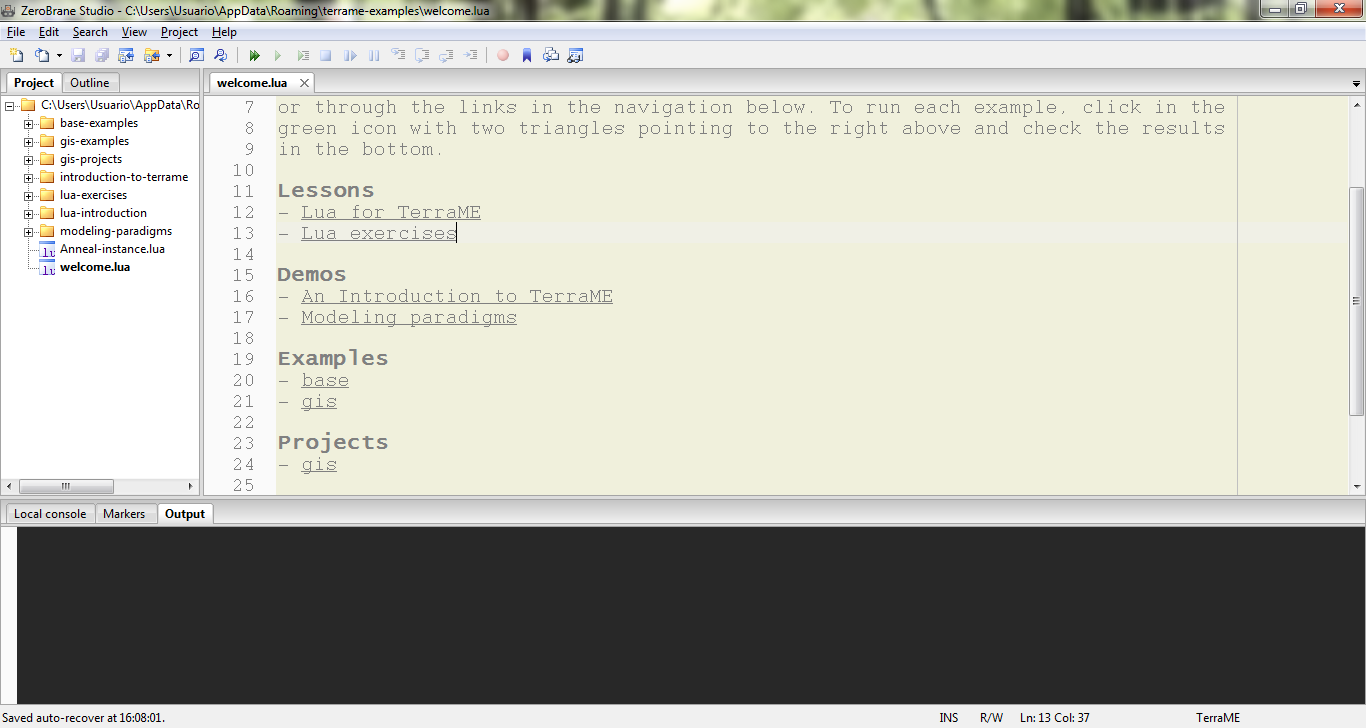 ZeroBrane Studio - C:\Users\Usuario\AppData\Roaming\terrame-examples\welcome.lua
File Edit Search View Project Help
Project Outline
C:\Users\Usuario\AppData\Ro
base-examples
gis-examples
gis-projects
introduction-to-terrame
lua-exercises
lua-introduction
modeling-paradigms
Anneal-instance.lua
welcome.lua
welcome.lua
7 or through the links in the navigation below. To run each example, click in the
8 green icon with two triangles pointing to the right above and check the results
9 in the bottom.
10
11 Lessons
12 - Lua for TerraME
13 - Lua exercises
14
15 Demos
16 - An Introduction to TerraME
17 - Modeling paradigms
18
19 Examples
20 - base
21 - gis
22
23 Projects
24 - gis
25
Local console Markers Output
Saved auto-recover at 16:08:01. INS R/W Ln: 13 Col: 37 TerraME